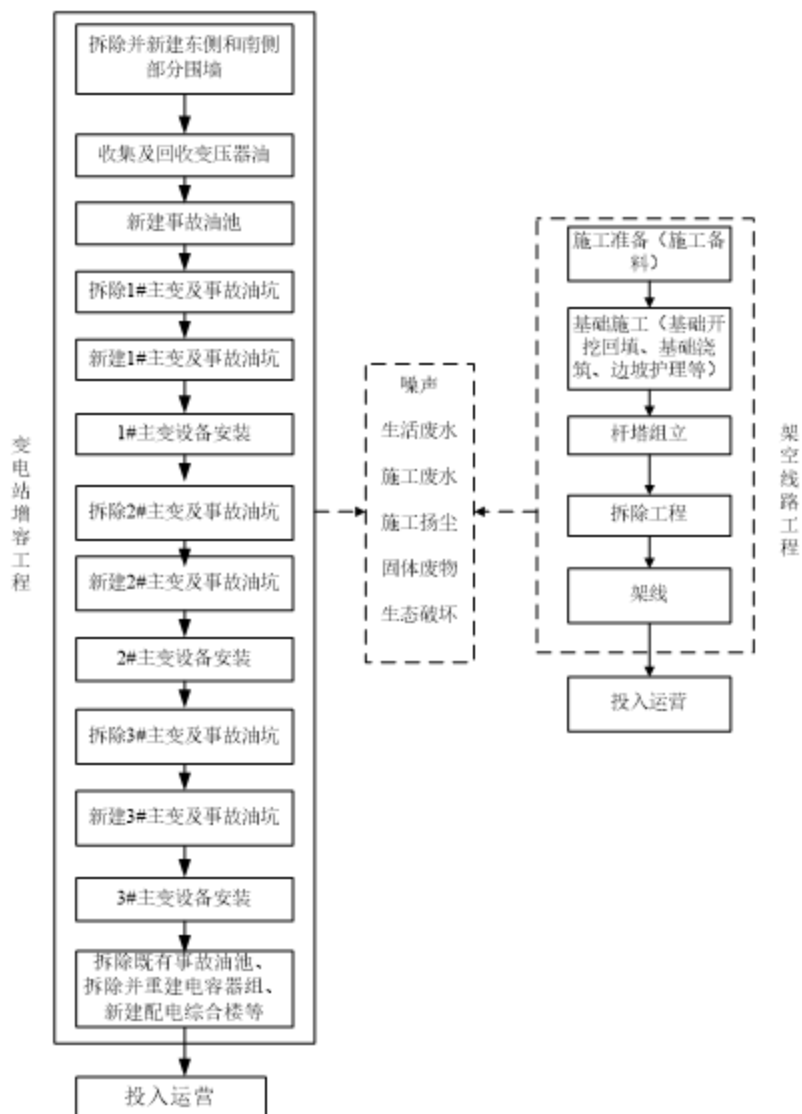 变电站增容工程
拆除并新建东侧和南侧
部分围墙
收集及回收变压器油
新建事故油池
拆除1#主变及事故油坑
新建1#主变及事故油坑
1#主变设备安装
拆除2#主变及事故油坑
新建2#主变及事故油坑
2#主变设备安装
拆除3#主变及事故油坑
新建3#主变及事故油坑
3#主变设备安装
拆除既有事故油池、
拆除并重建电容器组、
新建配电综合楼等
投入运营
噪声
生活废水
施工废水
施工扬尘
固体废物
生态破坏
施工准备（施工备
料）
基础施工（基础开
挖回填、基础浇
筑、边坡护理等）
杆塔组立
拆除工程
架线
投入运营
架空线路工程